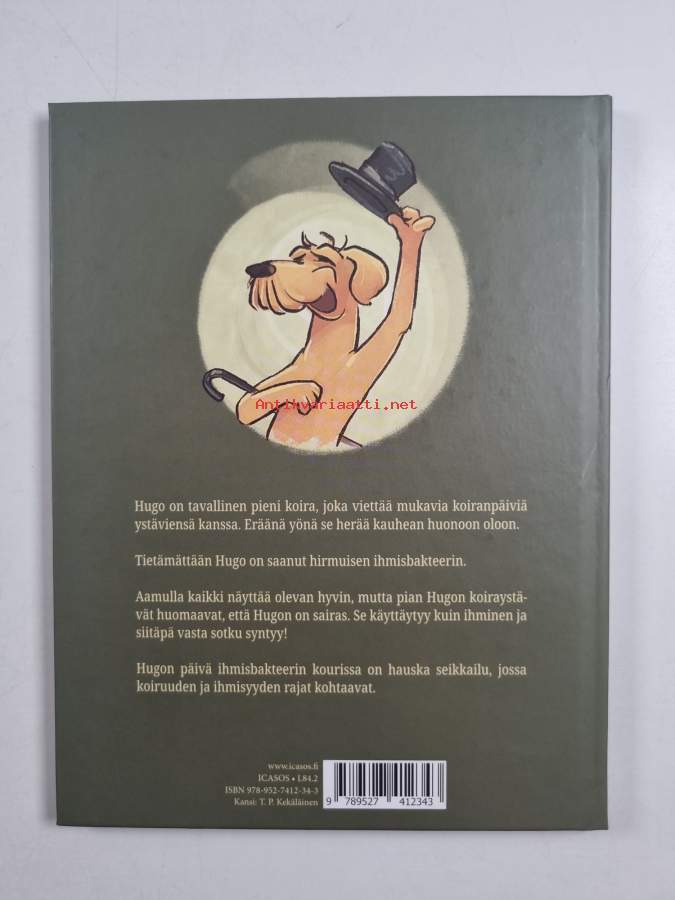 Antikvariaatti.net
Hugo on tavallinen pieni koira, joka viettää mukavia koiranpäiviä
ystäviensä kanssa. Eräänä yönä se herää kauhean huonoon oloon.
Tietämättään Hugo on saanut hirmuisen ihmisbakteerin.
Aamulla kaikki näyttää olevan hyvin, mutta pian Hugon koiraystä-
vät huomaavat, että Hugon on sairas. Se käyttäytyy kuin ihminen ja
siitäpä vasta sotku syntyy!
Hugon päivä ihmisbakteerin kourissa on hauska seikkailu, jossa
koiruuden ja ihmisyyden rajat kohtaavat.
www.icasos.fi
ICASOS • L84.2
ISBN 978-952-7412-34-3
Kansi: T. P. Kekäläinen
9 789527 412343